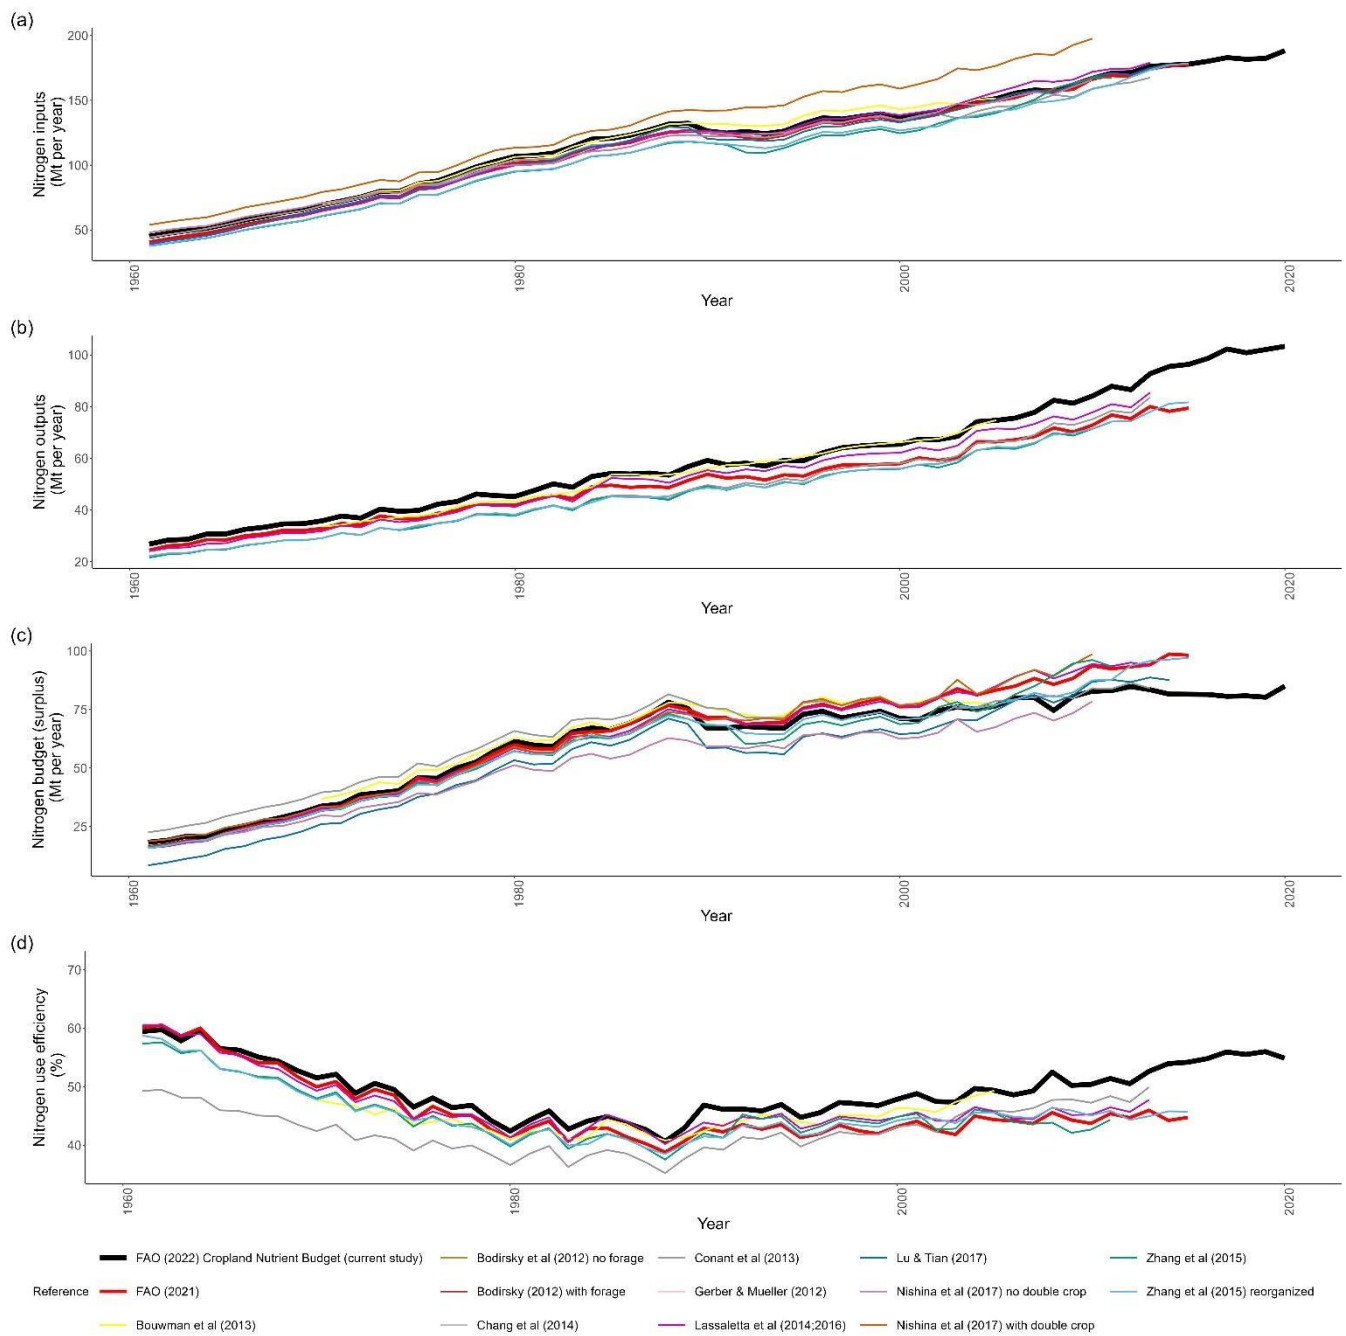 (a)
Nitrogen inputs
(Mt per year)
200
150
100
50
1960
1980
2000
2020
Year
(b)
Nitrogen outputs
(Mt per year)
100
80
60
40
20
1960
1980
2000
2020
Year
(c)
Nitrogen budget (surplus)
(Mt per year)
100
75
50
25
1960
1980
2000
2020
Year
(d)
Nitrogen use efficiency
(%)
70
60
50
40
1960
1980
2000
2020
Year
Reference
FAO (2022) Cropland Nutrient Budget (current study)
FAO (2021)
Bouwman et al (2013)
Bodirsky et al (2012) no forage
Bodirsky (2012) with forage
Chang et al (2014)
Conant et al (2013)
Gerber & Mueller (2012)
Lassaletta et al (2014;2016)
Lu & Tian (2017)
Nishina et al (2017) no double crop
Nishina et al (2017) with double crop
Zhang et al (2015)
Zhang et al (2015) reorganized